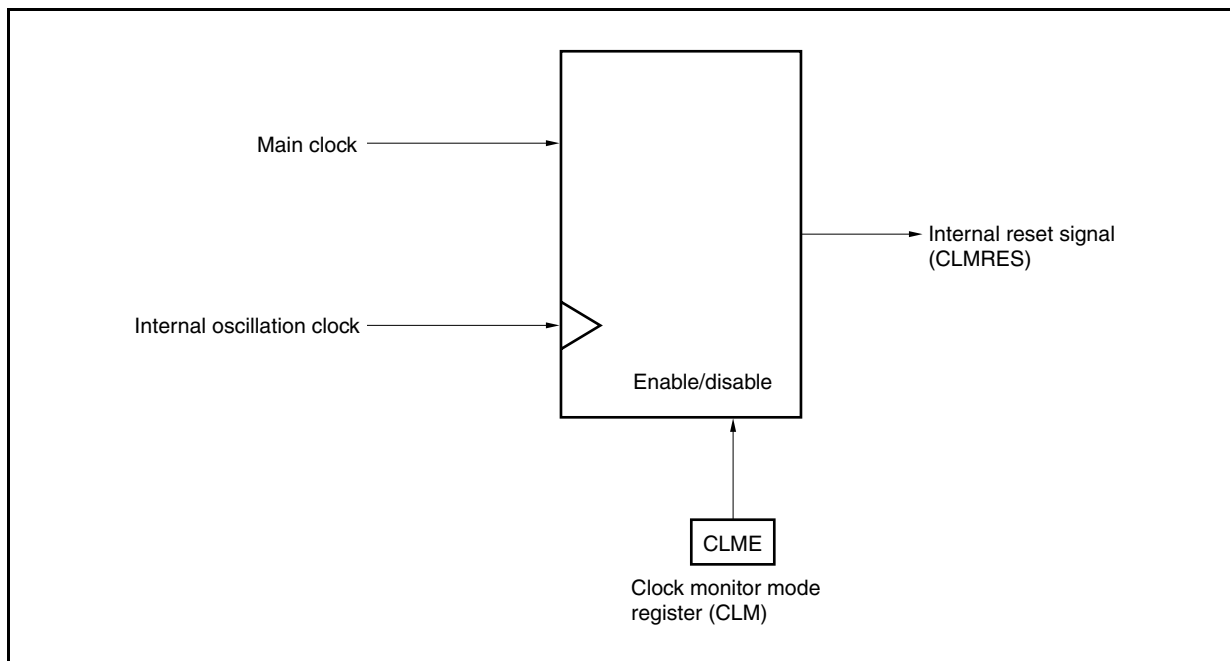 Main clock
Internal reset signal
(CLMRES)
Internal oscillation clock
Enable/disable
CLME
Clock monitor mode
register (CLM)